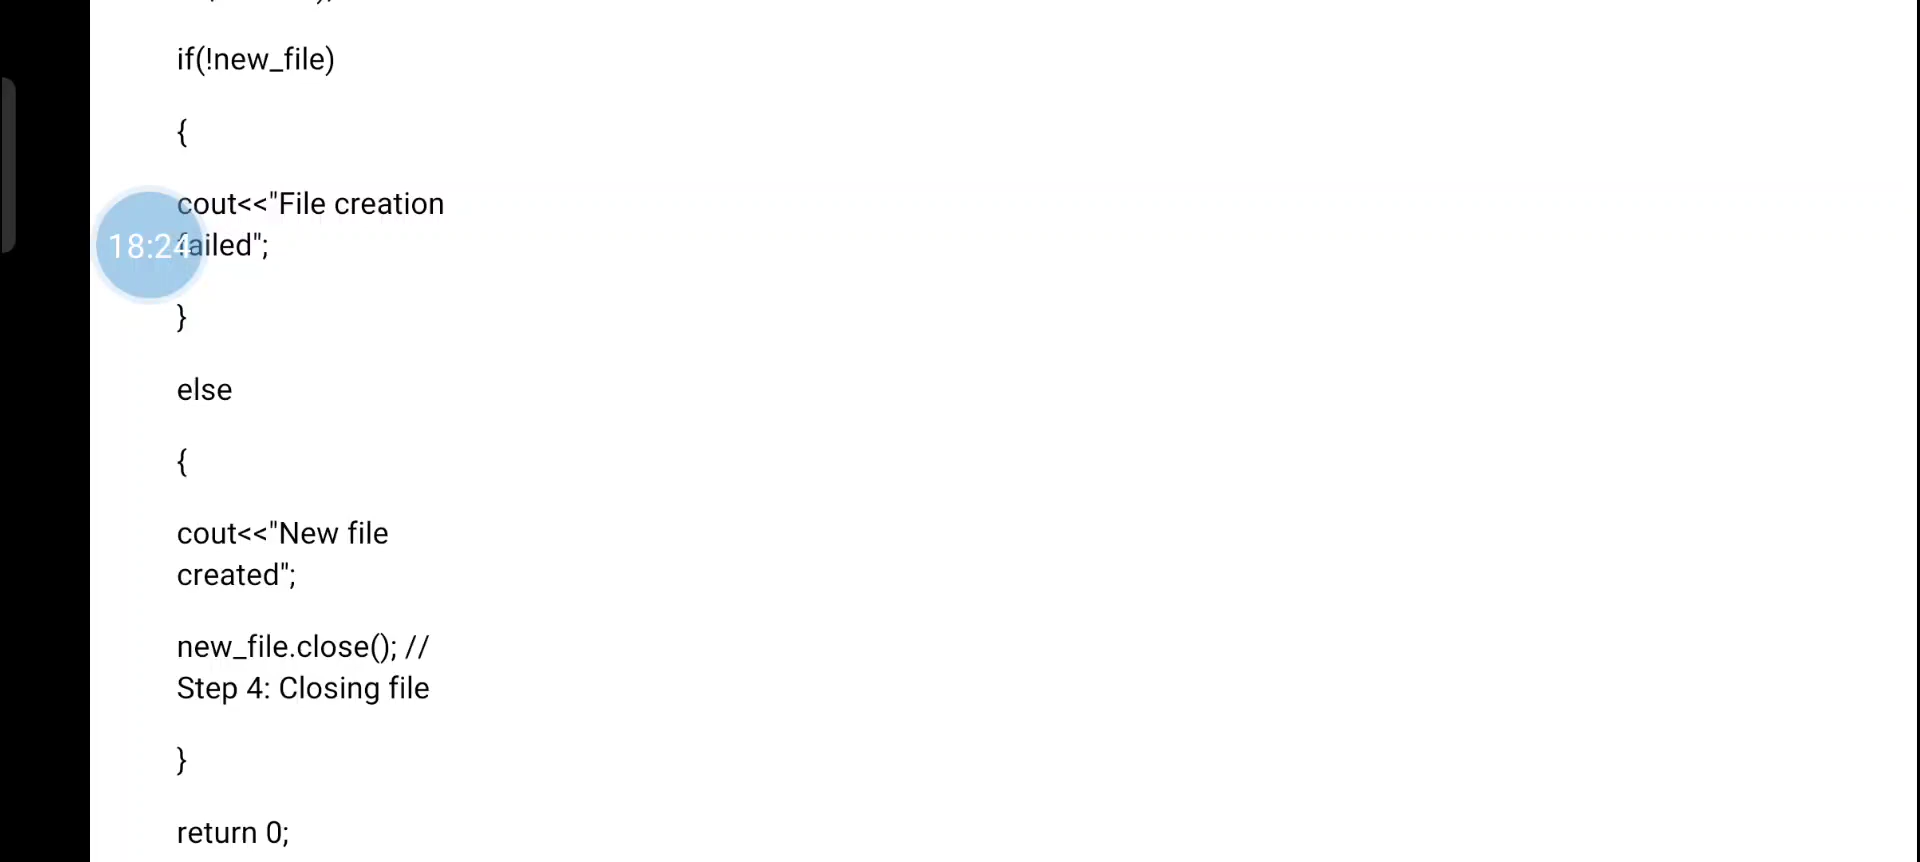 if(!new_file)
{
cout<<"File creation
failed";
18:24
}
else
{
cout<<"New file
created";
new_file.close(); //
Step 4: Closing file
}
return 0;